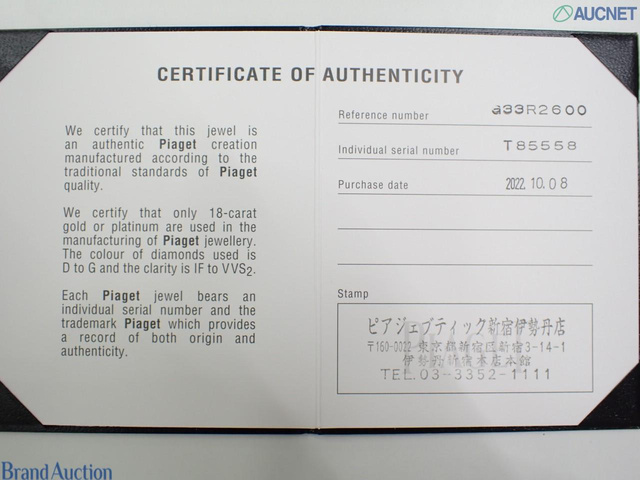 AUCNET
CERTIFICATE OF AUTHENTICITY
We certify that this jewel is
an authentic Piaget creation
manufactured according to the
traditional standards of Piaget
quality.
We certify that only 18-carat
gold or platinum are used in the
manufacturing of Piaget jewellery.
The colour of diamonds used is
D to G and the clarity is IF to VVS2.
Each Piaget jewel bears an
individual serial number and the
trademark Piaget which provides
a record of both origin and
authenticity.
Reference number G33R2600
Individual serial number T85558
Purchase date 2022.10.08
Stamp
ピアジェブティック新宿伊勢丹店
〒160-0022 東京都新宿区新宿3-14-1
伊勢丹新宿本店本館
TEL.03-3352-1111
Brand Auction